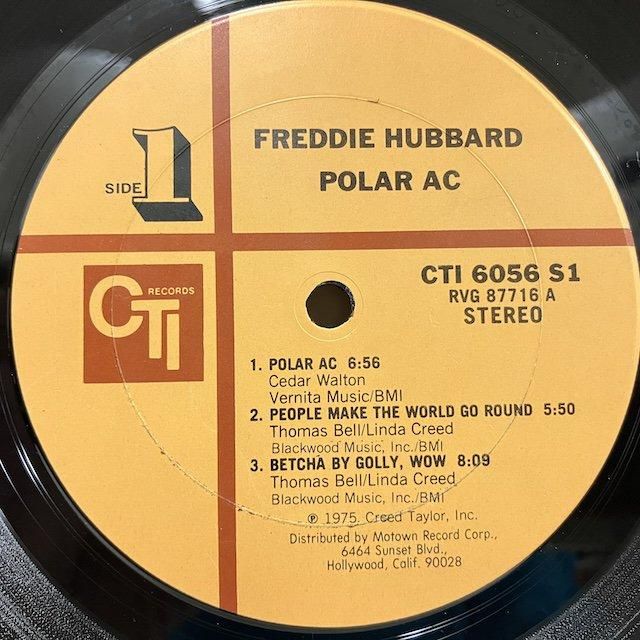 FREDDIE HUBBARD
POLAR AC
SIDE 1
CTI RECORDS
CTI 6056 S1
RVG 87716 A
STEREO
1. POLAR AC 6:56
Cedar Walton
Vernita Music/BMI
2. PEOPLE MAKE THE WORLD GO ROUND 5:50
Thomas Bell/Linda Creed
Blackwood Music, Inc./BMI
3. BETCHA BY GOLLY, WOW 8:09
Thomas Bell/Linda Creed
Blackwood Music, Inc./BMI
℗ 1975 Creed Taylor, Inc.
Distributed by Motown Record Corp.,
6464 Sunset Blvd.,
Hollywood, Calif. 90028